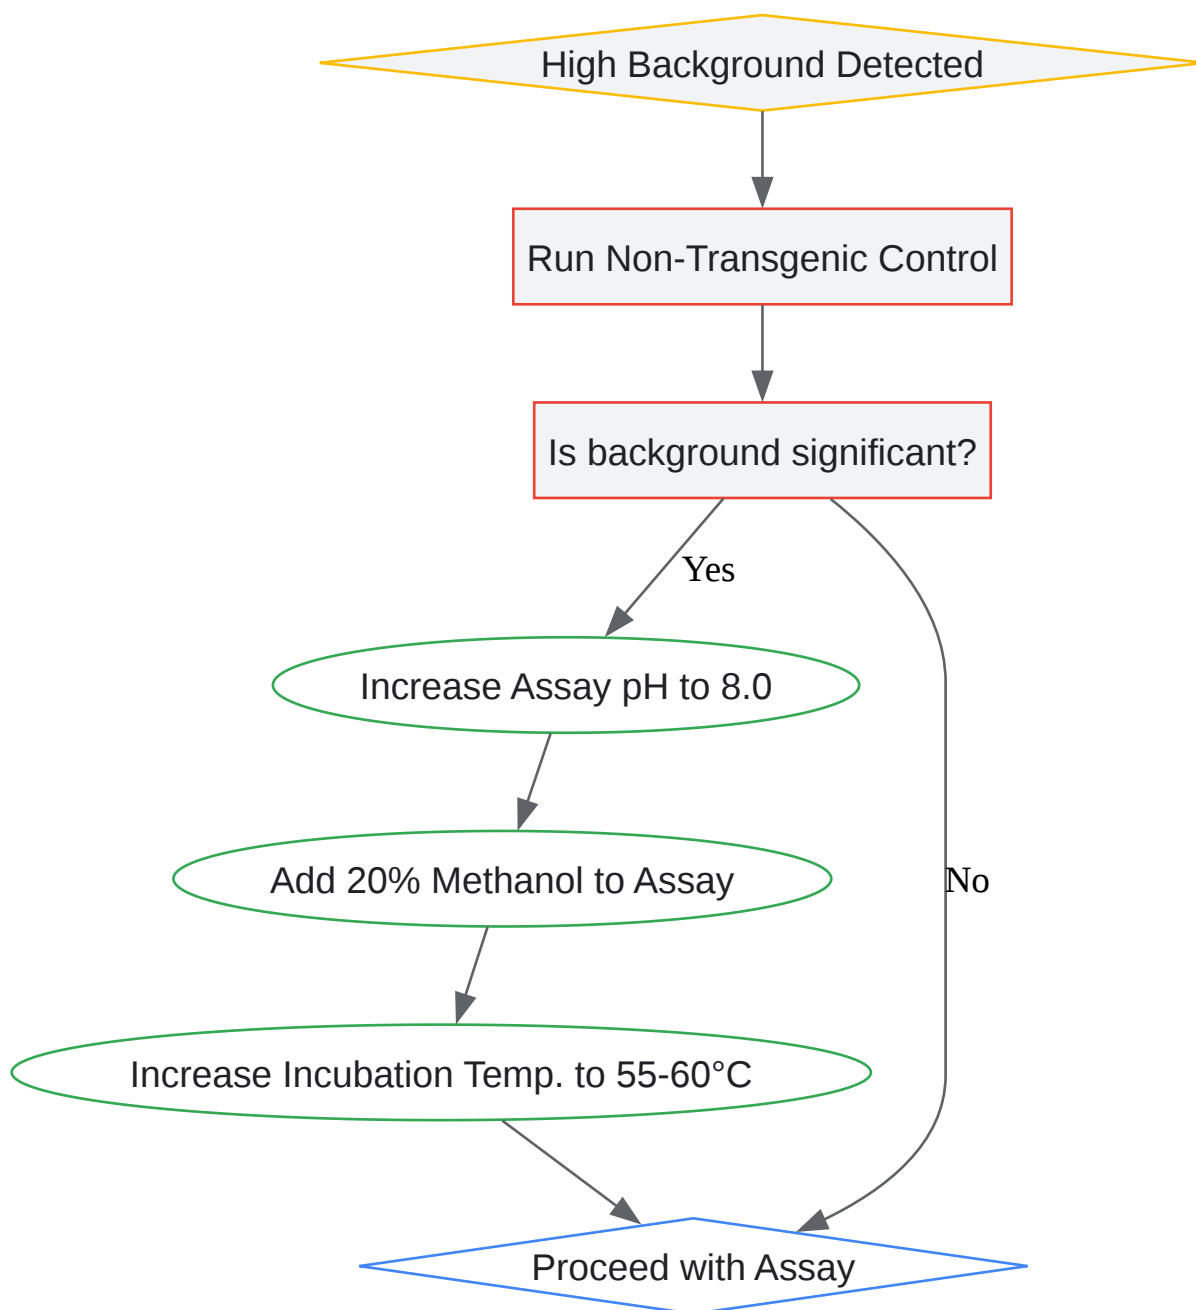 High Background Detected
Run Non-Transgenic Control
Is background significant?
Yes
Increase Assay pH to 8.0
Add 20% Methanol to Assay
No
Increase Incubation Temp. to 55-60°C
Proceed with Assay